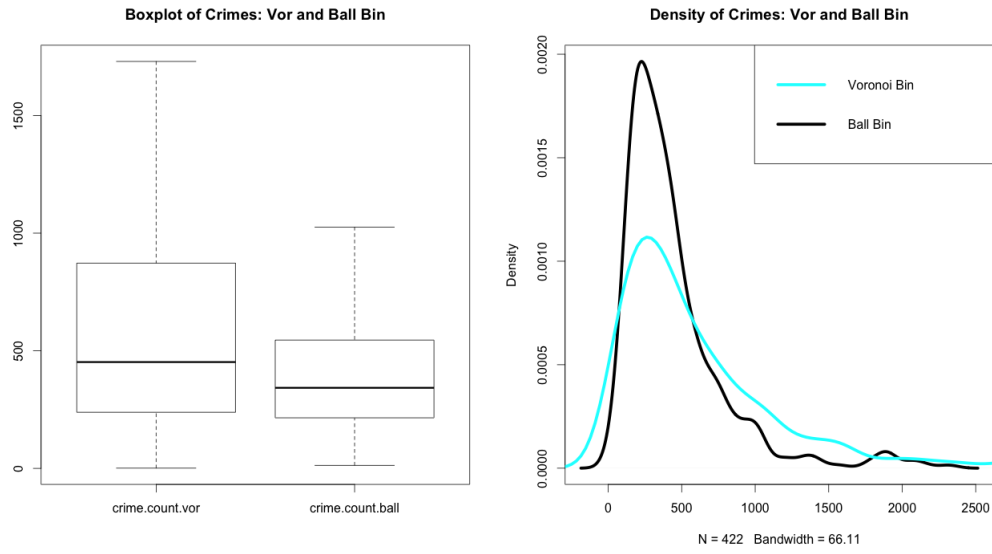 Boxplot of Crimes: Vor and Ball Bin
1500
1000
500
0
crime.count.vor crime.count.ball
Density of Crimes: Vor and Ball Bin
Voronoi Bin
Ball Bin
Density
0.0020
0.0015
0.0010
0.0005
0.0000
0 500 1000 1500 2000 2500
N = 422 Bandwidth = 66.11